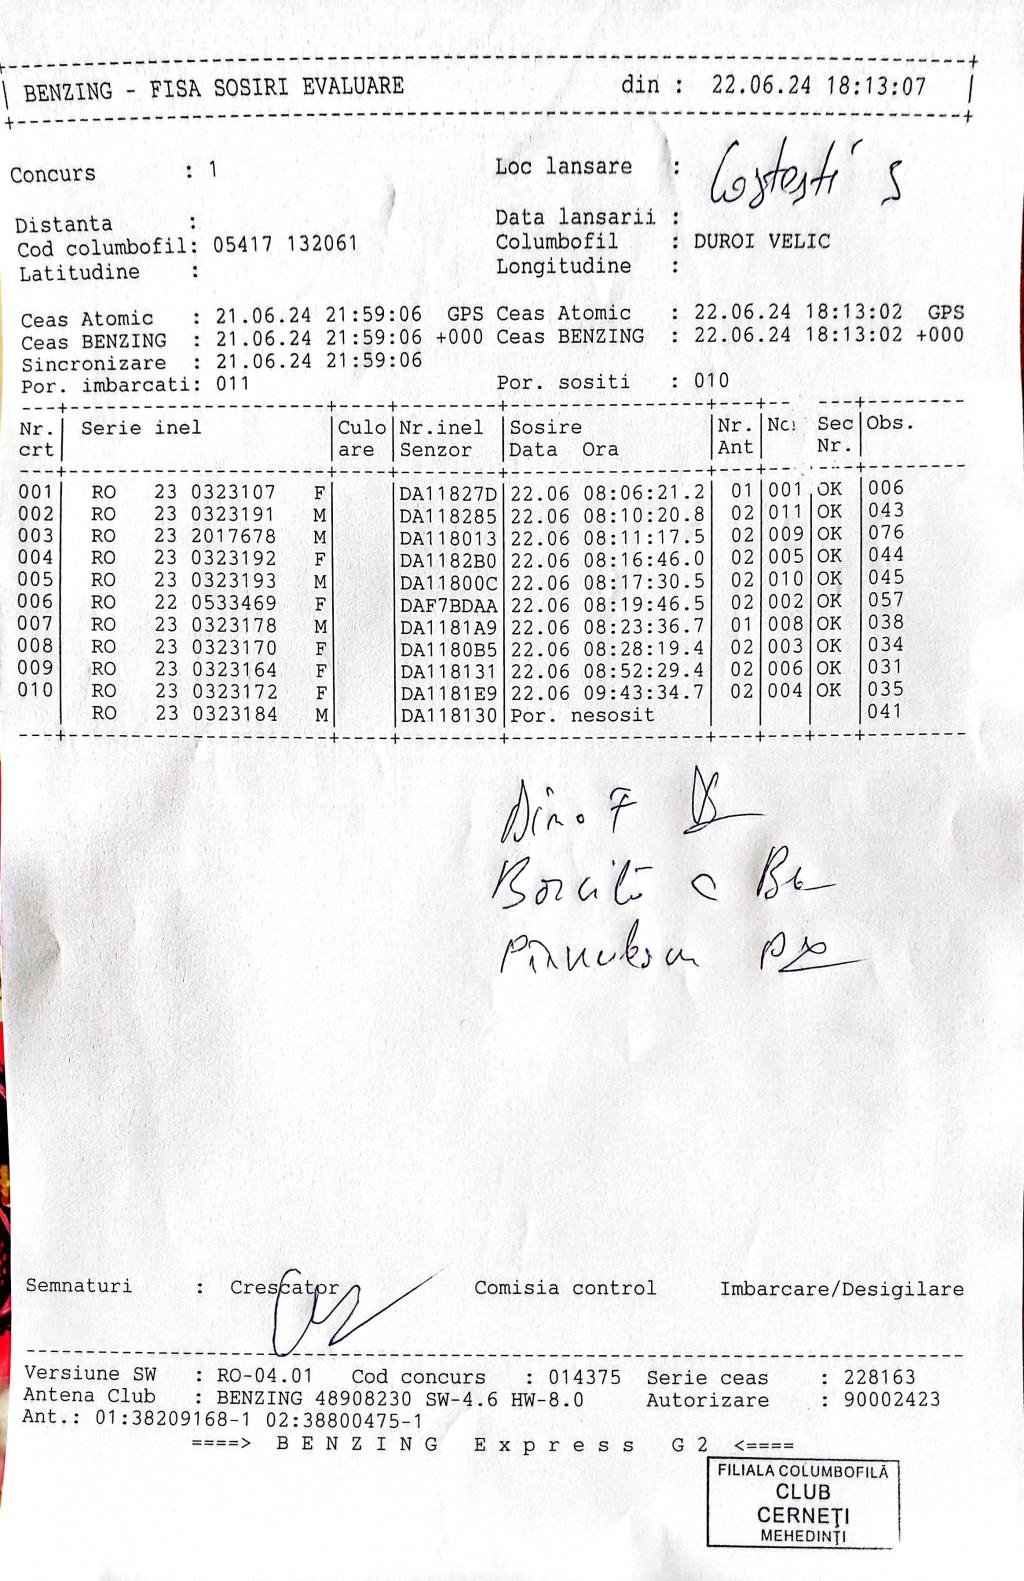 BENZING - FISA SOSIRI EVALUARE din : 22.06.24 18:13:07
Concurs : 1 Loc lansare : Costesti S
Distanta : Data lansarii :
Cod columbofil: 05417 132061 Columbofil : DUROI VELIC
Latitudine : Longitudine :
Ceas Atomic : 21.06.24 21:59:06 GPS Ceas Atomic : 22.06.24 18:13:02 GPS
Ceas BENZING : 21.06.24 21:59:06 +000 Ceas BENZING : 22.06.24 18:13:02 +000
Sincronizare : 21.06.24 21:59:06
Por. imbarcati: 011 Por. sositi : 010
Nr. Serie inel Culo Nr.inel Sosire Nr. Sec Obs.
crt are Senzor Data Ora Ant Nr.
001 RO 23 0323107 F DA11827D 22.06 08:06:21.2 01 001 OK 006
002 RO 23 0323191 M DA118285 22.06 08:10:20.8 02 011 OK 043
003 RO 23 2017678 M DA118013 22.06 08:11:17.5 02 009 OK 076
004 RO 23 0323192 F DA1182B0 22.06 08:16:46.0 02 005 OK 044
005 RO 23 0323193 M DA11800C 22.06 08:17:30.5 02 010 OK 045
006 RO 22 0533469 F DAF7BDAA 22.06 08:19:46.5 02 002 OK 057
007 RO 23 0323178 M DA1181A9 22.06 08:23:36.7 01 008 OK 038
008 RO 23 0323170 F DA1180B5 22.06 08:28:19.4 02 003 OK 034
009 RO 23 0323164 F DA118131 22.06 08:52:29.4 02 006 OK 031
010 RO 23 0323172 F DA1181E9 22.06 09:43:34.7 02 004 OK 035
RO 23 0323184 M DA118130 Por. nesosit 041
Semnaturi : Crescator Comisia control Imbarcare/Desigilare
Versiune SW : RO-04.01 Cod concurs : 014375 Serie ceas : 228163
Antena Club : BENZING 48908230 SW-4.6 HW-8.0 Autorizare : 90002423
Ant.: 01:38209168-1 02:38800475-1
====> B E N Z I N G E x p r e s s G 2 <====
FILIALA COLUMBOFILĂ
CLUB
CERNEŢI
MEHEDINŢI